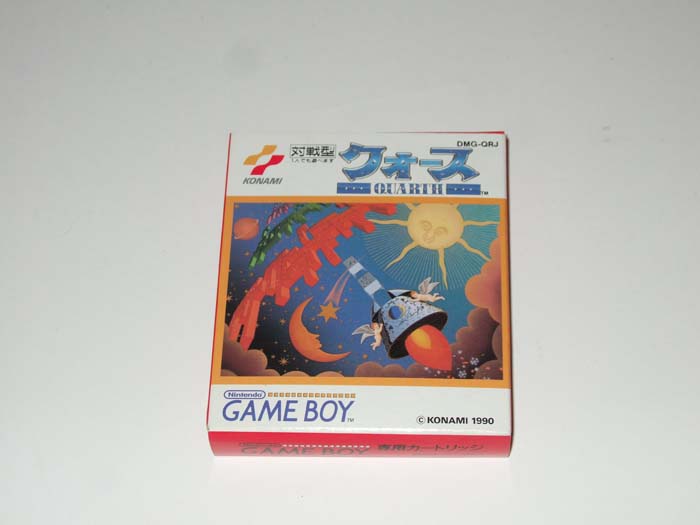 DMG-QRJ
KONAMI
対戦型
1人でも遊べます
クォース
QUARTH TM
Nintendo
GAME BOY TM
© KONAMI 1990
GAME BOY 専用カートリッジ